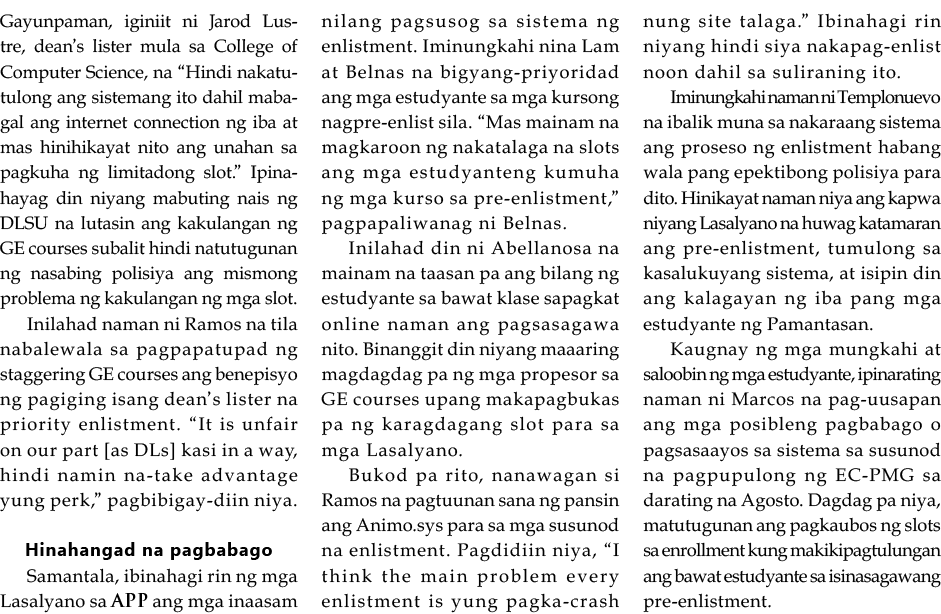 Gayunpaman, iginiit ni Jarod Lus-
tre, dean’s lister mula sa College of
Computer Science, na “Hindi nakatu-
tulong ang sistemang ito dahil maba-
gal ang internet connection ng iba at
mas hinihikayat nito ang unahan sa
pagkuha ng limitadong slot.” Ipina-
hayag din niyang mabuting nais ng
DLSU na lutasin ang kakulangan ng
GE courses subalit hindi natutugunan
ng nasabing polisiya ang mismong
problema ng kakulangan ng mga slot.
Inilahad naman ni Ramos na tila
nabalewala sa pagpapatupad ng
staggering GE courses ang benepisyo
ng pagiging isang dean’s lister na
priority enlistment. “It is unfair
on our part [as DLs] kasi in a way,
hindi namin na-take advantage
yung perk,” pagbibigay-diin niya.
Hinahangad na pagbabago
Samantala, ibinahagi rin ng mga
Lasalyano sa APP ang mga inaasam
nilang pagsusog sa sistema ng
enlistment. Iminungkahi nina Lam
at Belnas na bigyang-priyoridad
ang mga estudyante sa mga kursong
nagpre-enlist sila. “Mas mainam na
magkaroon ng nakatalaga na slots
ang mga estudyanteng kumuha
ng mga kurso sa pre-enlistment,”
pagpapaliwanag ni Belnas.
Inilahad din ni Abellanosa na
mainam na taasan pa ang bilang ng
estudyante sa bawat klase sapagkat
online naman ang pagsasagawa
nito. Binanggit din niyang maaaring
magdagdag pa ng mga propesor sa
GE courses upang makapagbukas
pa ng karagdagang slot para sa
mga Lasalyano.
Bukod pa rito, nanawagan si
Ramos na pagtuunan sana ng pansin
ang Animo.sys para sa mga susunod
na enlistment. Pagdidiin niya, “I
think the main problem every
enlistment is yung pagka-crash
nung site talaga.” Ibinahagi rin
niyang hindi siya nakapag-enlist
noon dahil sa suliraning ito.
Iminungkahi naman ni Templonuevo
na ibalik muna sa nakaraang sistema
ang proseso ng enlistment habang
wala pang epektibong polisiya para
dito. Hinikayat naman niya ang kapwa
niyang Lasalyano na huwag katamaran
ang pre-enlistment, tumulong sa
kasalukuyang sistema, at isipin din
ang kalagayan ng iba pang mga
estudyante ng Pamantasan.
Kaugnay ng mga mungkahi at
saloobin ng mga estudyante, ipinarating
naman ni Marcos na pag-uusapan
ang mga posibleng pagbabago o
pagsasaayos sa sistema sa susunod
na pagpupulong ng EC-PMG sa
darating na Agosto. Dagdag pa niya,
matutugunan ang pagkaubos ng slots
sa enrollment kung makikipagtulungan
ang bawat estudyante sa isinasagawang
pre-enlistment.